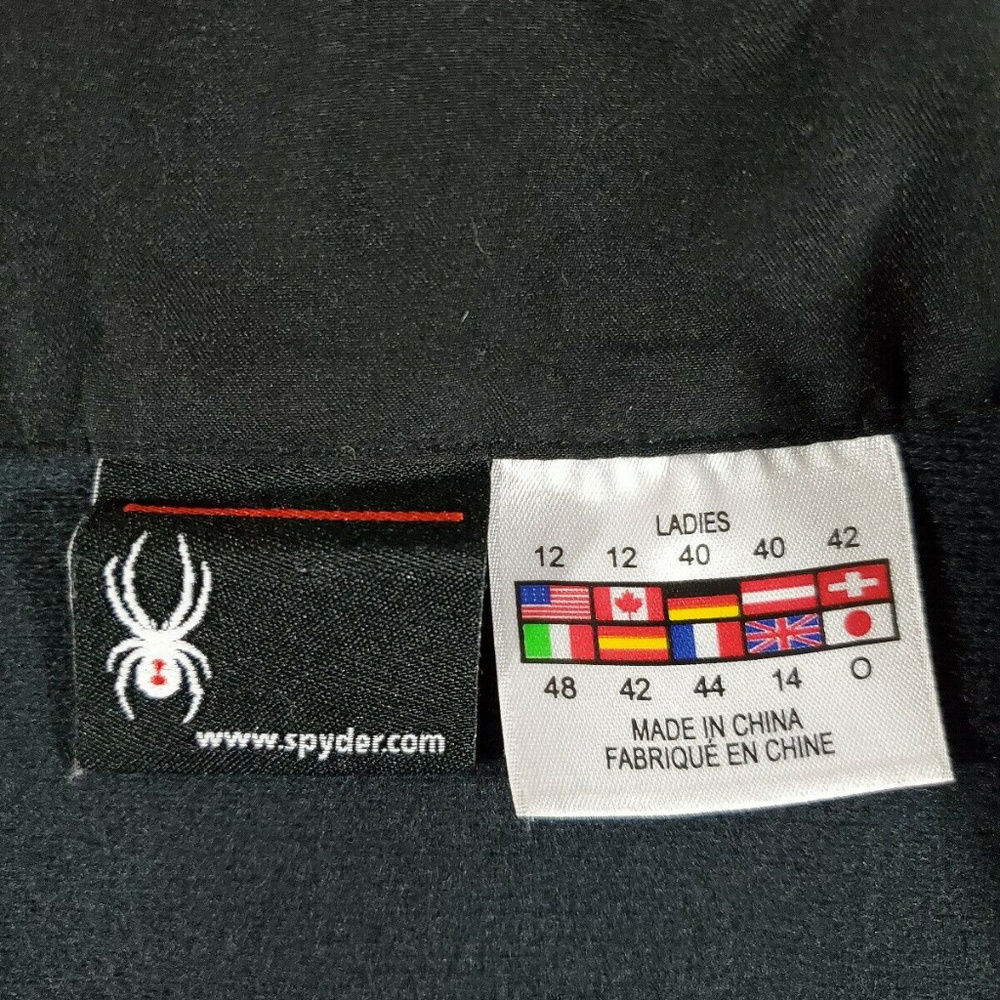 www.spyder.com
LADIES
12 12 40 40 42
48 42 44 14 O
MADE IN CHINA
FABRIQUÉ EN CHINE